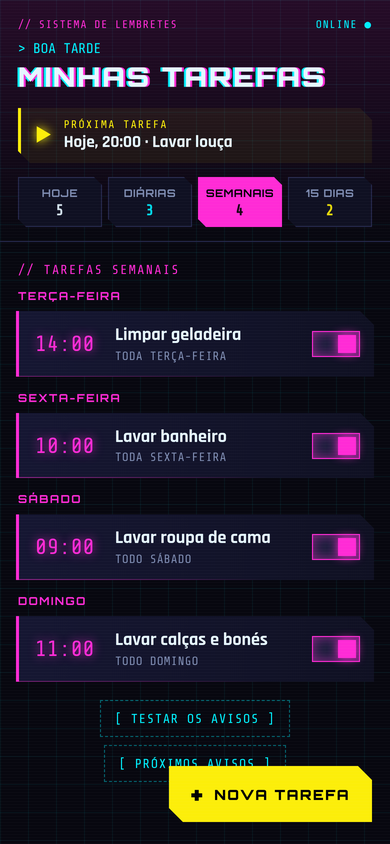 // SISTEMA DE LEMBRETES
ONLINE
> BOA TARDE
MINHAS TAREFAS
PRÓXIMA TAREFA
Hoje, 20:00 · Lavar louça
HOJE
5
DIÁRIAS
3
SEMANAIS
4
15 DIAS
2
// TAREFAS SEMANAIS
TERÇA-FEIRA
14:00
Limpar geladeira
TODA TERÇA-FEIRA
SEXTA-FEIRA
10:00
Lavar banheiro
TODA SEXTA-FEIRA
SÁBADO
09:00
Lavar roupa de cama
TODO SÁBADO
DOMINGO
11:00
Lavar calças e bonés
TODO DOMINGO
[ TESTAR OS AVISOS ]
[ PRÓXIMOS AVISOS ]
+ NOVA TAREFA